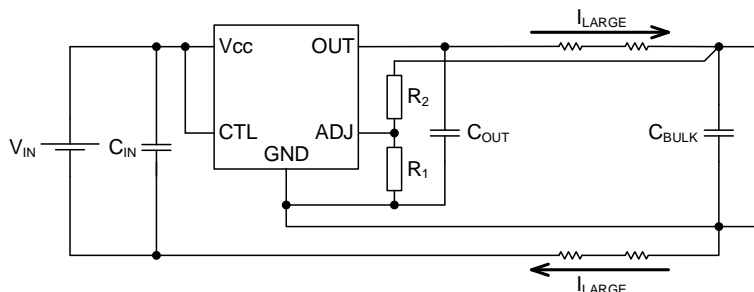 I_LARGE
Vcc
OUT
R₂
V_IN
C_IN
CTL
ADJ
C_OUT
C_BULK
GND
R₁
I_LARGE